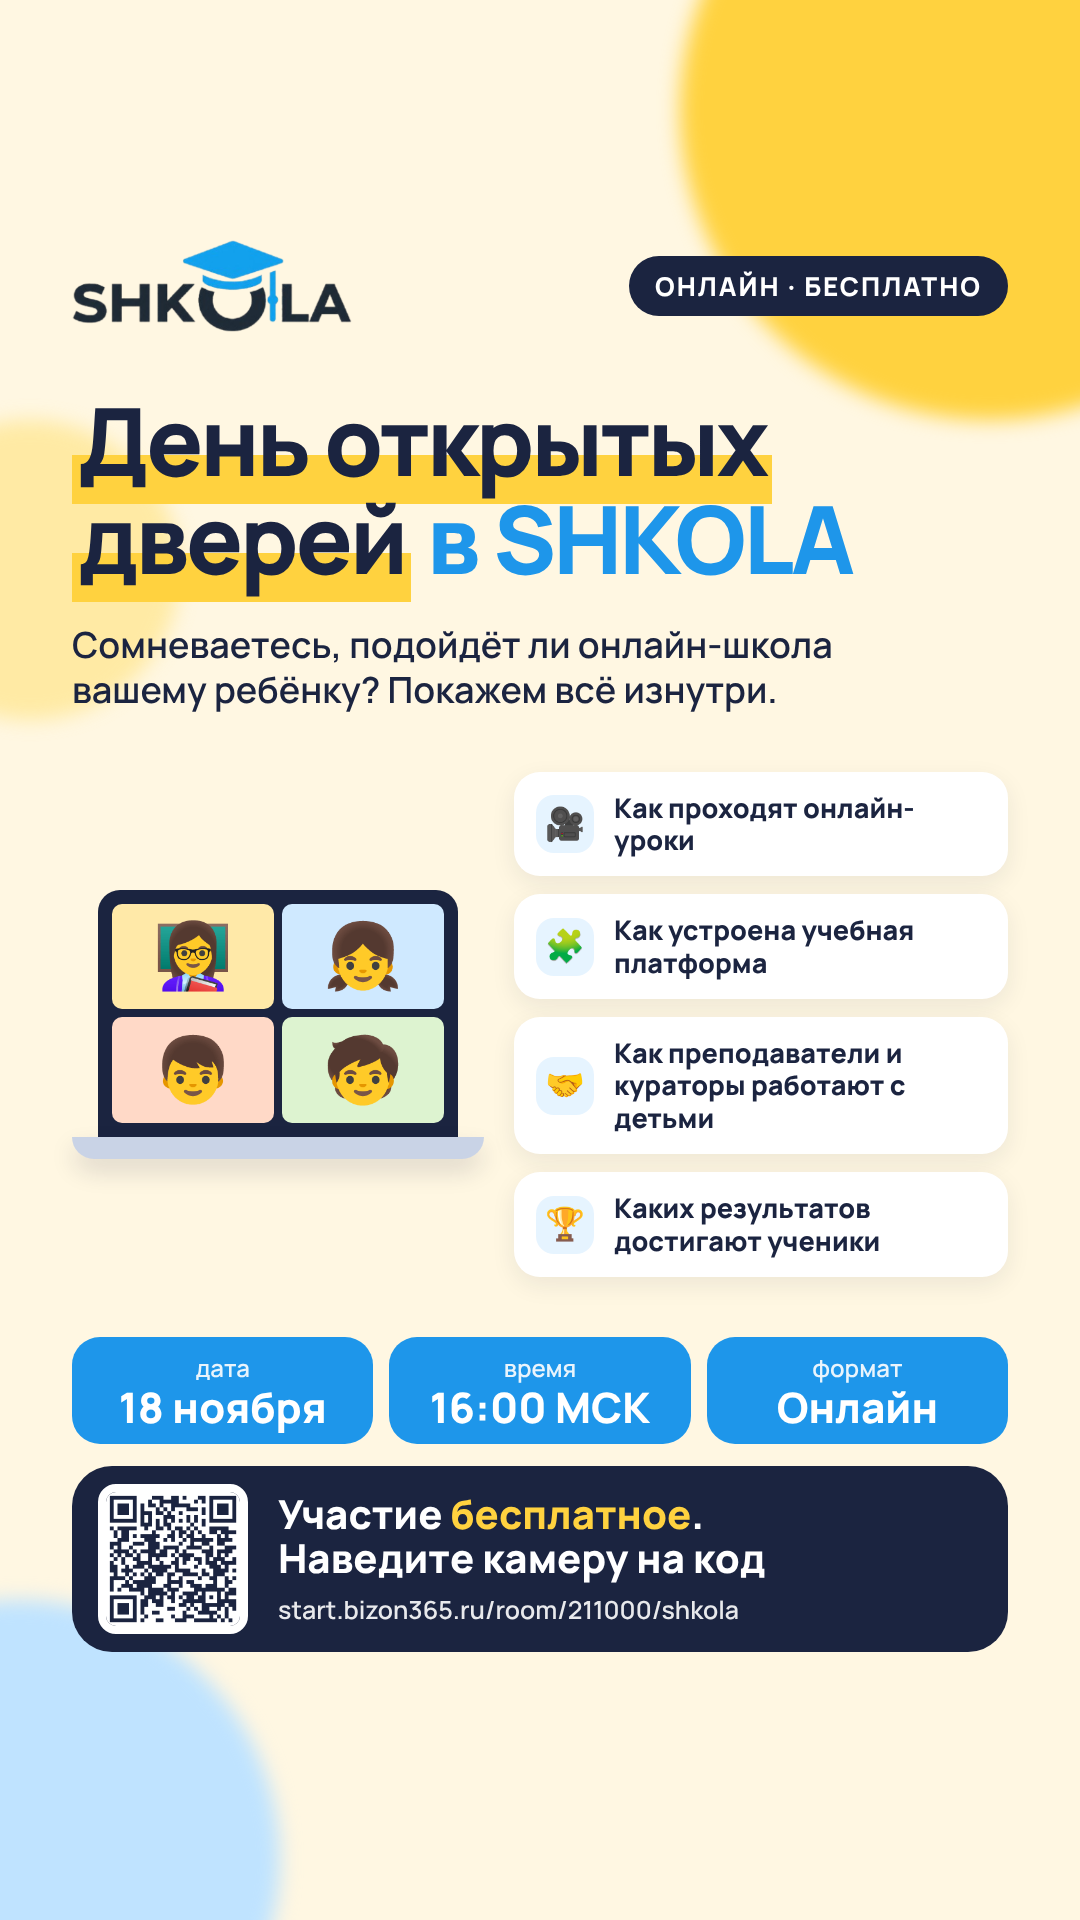 SHKOLA
ОНЛАЙН · БЕСПЛАТНО
День открытых
дверей в SHKOLA
Сомневаетесь, подойдёт ли онлайн-школа
вашему ребёнку? Покажем всё изнутри.
Как проходят онлайн-
уроки
Как устроена учебная
платформа
Как преподаватели и
кураторы работают с
детьми
Каких результатов
достигают ученики
дата
18 ноября
время
16:00 МСК
формат
Онлайн
Участие бесплатное.
Наведите камеру на код
start.bizon365.ru/room/211000/shkola